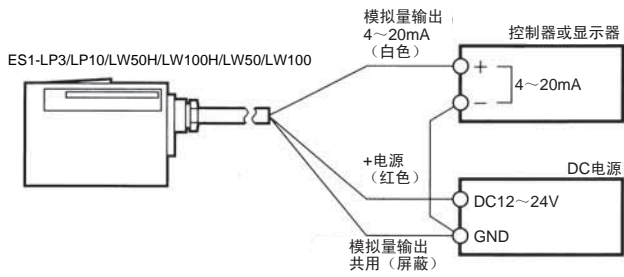 模拟量输出
4～20mA
（白色）
控制器或显示器
ES1-LP3/LP10/LW50H/LW100H/LW50/LW100
+
4～20mA
−
+电源
（红色）
DC电源
DC12～24V
GND
模拟量输出
共用（屏蔽）